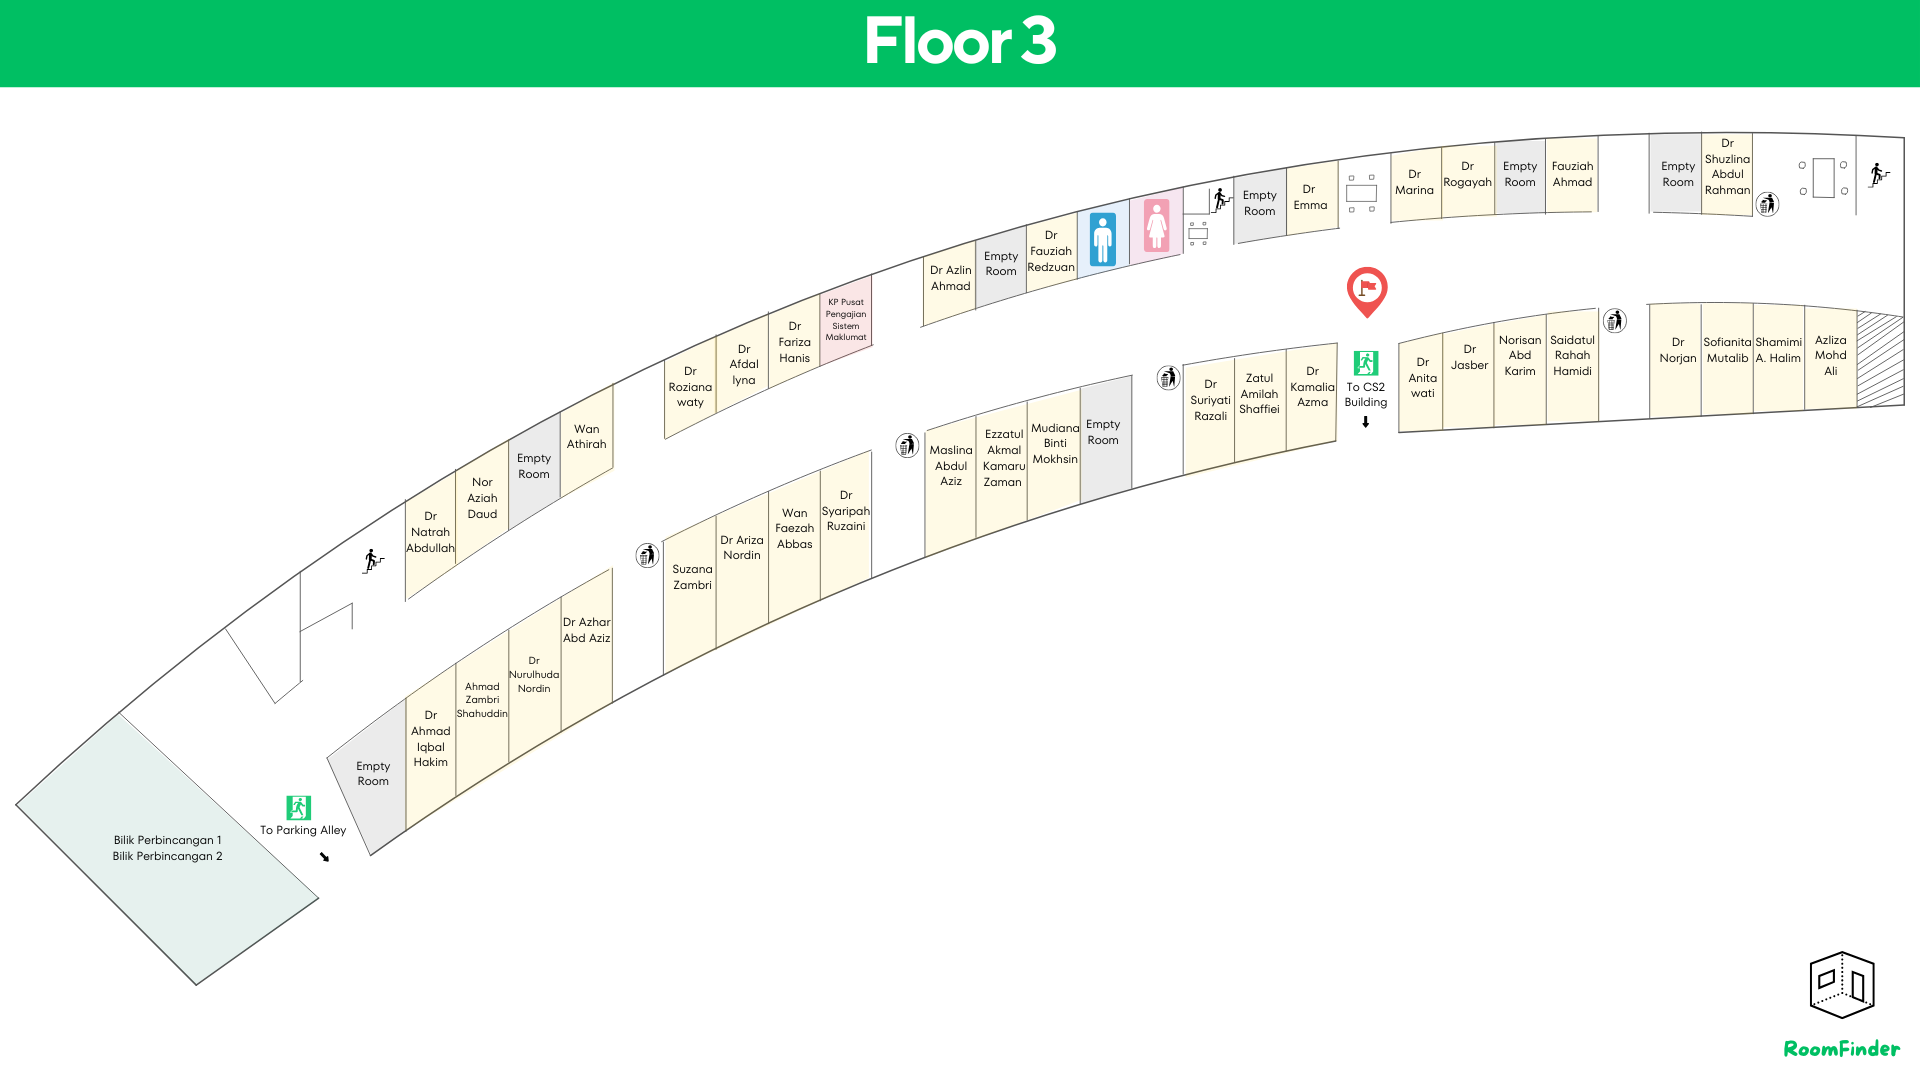 Floor 3
Dr
Shuzlina
Abdul
Rahman
Empty
Room
Fauziah
Ahmad
Empty
Room
Dr
Rogayah
Dr
Marina
Dr
Emma
Empty
Room
Dr
Fauziah
Redzuan
Empty
Room
Dr Azlin
Ahmad
KP Pusat
Pengajian
Sistem
Maklumat
Dr
Fariza
Hanis
Dr
Afdal
Iyna
Dr
Roziana
waty
Wan
Athirah
Empty
Room
Nor
Aziah
Daud
Dr
Natrah
Abdullah
Azliza
Mohd
Ali
Shamimi
A. Halim
Sofianita
Mutalib
Dr
Norjan
Saidatul
Rahah
Hamidi
Norisan
Abd
Karim
Dr
Jasber
Dr
Anita
wati
To CS2
Building
Dr
Kamalia
Azma
Zatul
Amilah
Shaffiei
Dr
Suriyati
Razali
Empty
Room
Mudiana
Binti
Mokhsin
Ezzatul
Akmal
Kamaru
Zaman
Maslina
Abdul
Aziz
Dr
Syaripah
Ruzaini
Wan
Faezah
Abbas
Dr Ariza
Nordin
Suzana
Zambri
Dr Azhar
Abd Aziz
Dr
Nurulhuda
Nordin
Ahmad
Zambri
Shahuddin
Dr
Ahmad
Iqbal
Hakim
Empty
Room
To Parking Alley
Bilik Perbincangan 1
Bilik Perbincangan 2
RoomFinder